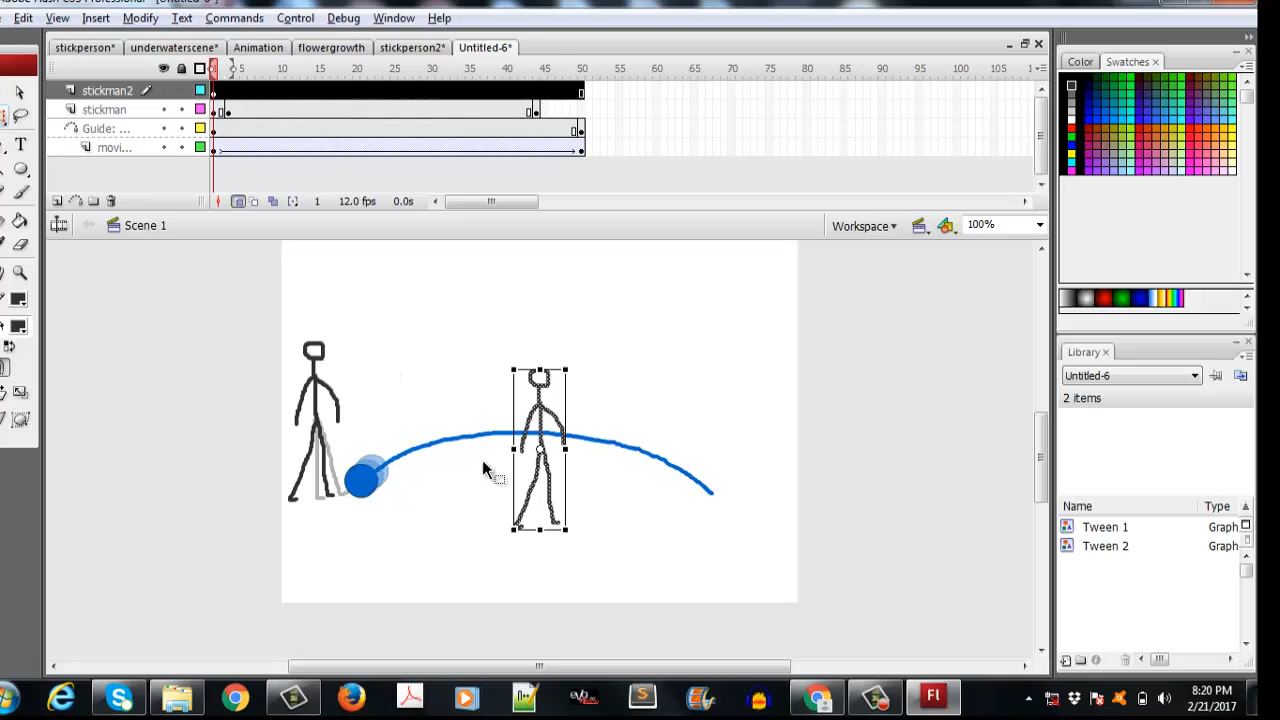 Edit View Insert Modify Text Commands Control Debug Window Help
stickperson* underwaterscene* Animation flowergrowth stickperson2* Untitled-6*
5 10 15 20 25 30 35 40 45 50 55 60 65 70 75 80 85 90 95 100
stickman2
stickman
Guide: ...
movi...
1 12.0 fps 0.0s
Scene 1
Workspace
100%
Color Swatches ×
Library ×
Untitled-6
2 items
Name Type
Tween 1 Graph
Tween 2 Graph
Fl
8:20 PM
2/21/2017